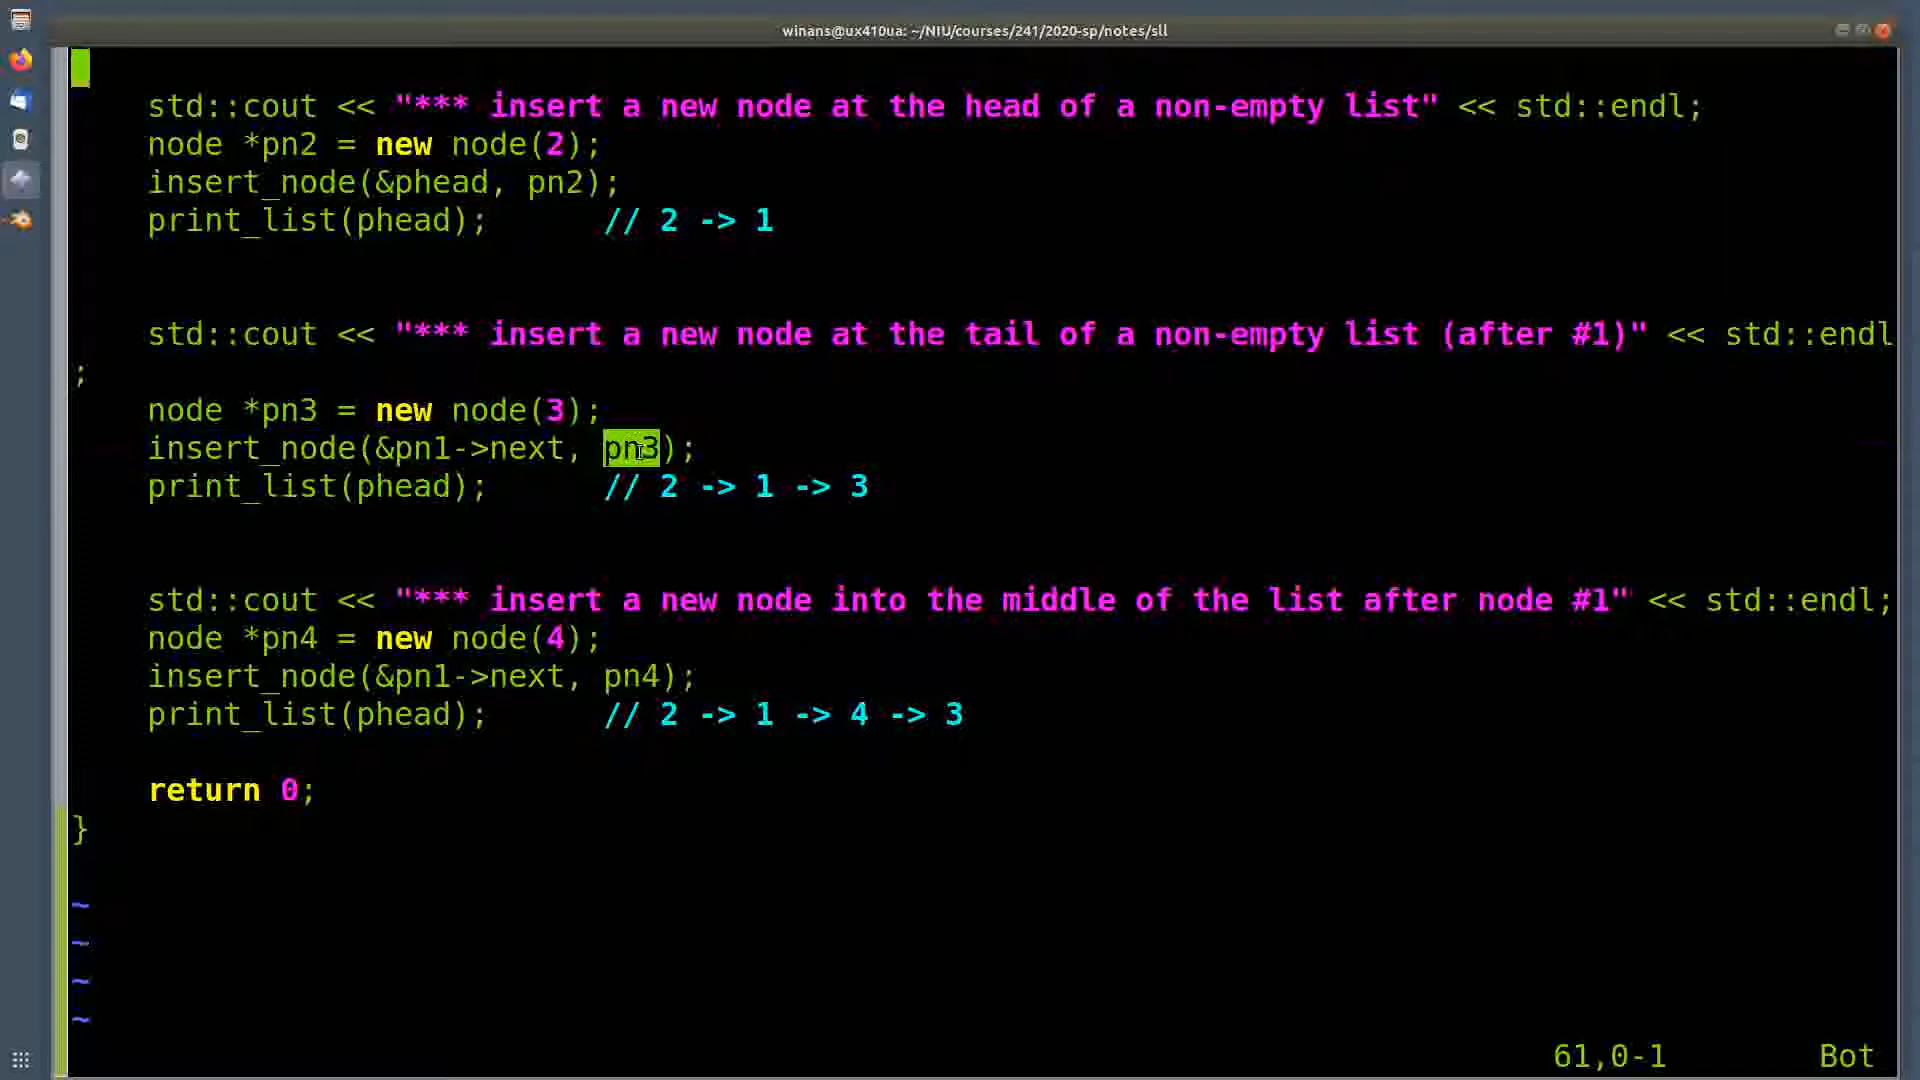 winans@ux410ua: ~/NIU/courses/241/2020-sp/notes/sll
std::cout << "*** insert a new node at the head of a non-empty list" << std::endl;
node *pn2 = new node(2);
insert_node(&phead, pn2);
print_list(phead); // 2 -> 1
std::cout << "*** insert a new node at the tail of a non-empty list (after #1)" << std::endl
;
node *pn3 = new node(3);
insert_node(&pn1->next, pn3);
print_list(phead); // 2 -> 1 -> 3
std::cout << "*** insert a new node into the middle of the list after node #1" << std::endl;
node *pn4 = new node(4);
insert_node(&pn1->next, pn4);
print_list(phead); // 2 -> 1 -> 4 -> 3
return 0;
}
~
~
~
~
61,0-1 Bot